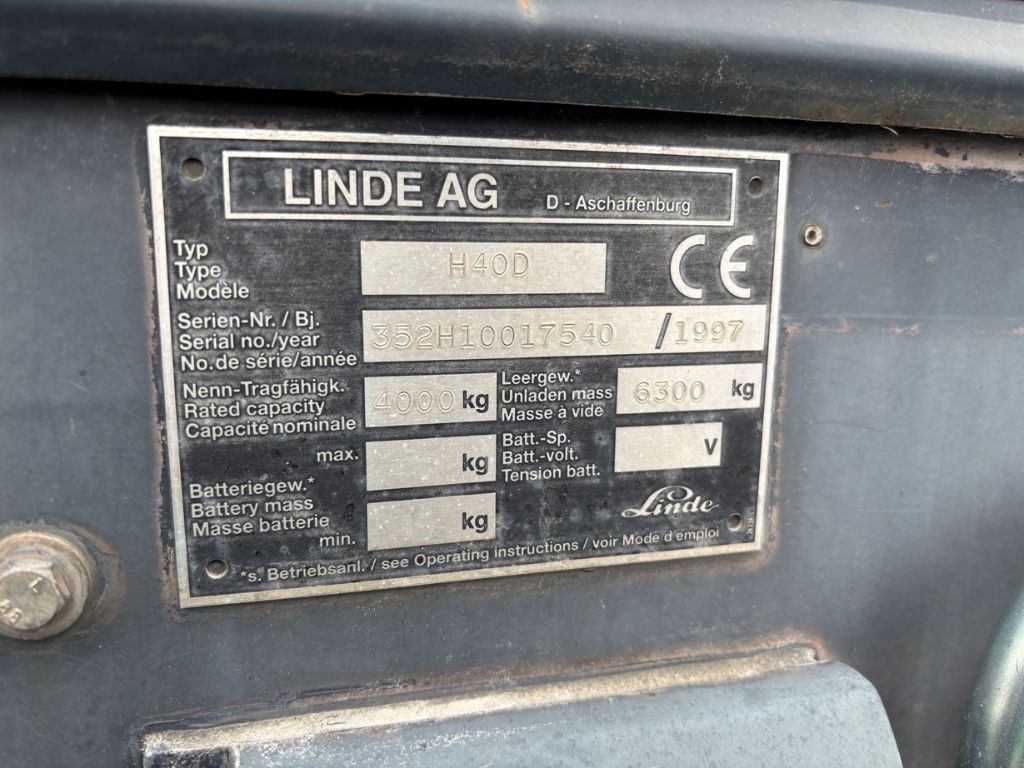 LINDE AG D - Aschaffenburg
Typ
Type H40D
Modèle
CE
Serien-Nr. / Bj.
Serial no./year 352H10017540 / 1997
No.de série/année
Nenn-Tragfähigk.
Rated capacity 4000 kg
Capacité nominale
Leergew.*
Unladen mass 6300 kg
Masse à vide
max. kg
Batteriegew.*
Battery mass
Masse batterie
min. kg
Batt.-Sp.
Batt.-volt. V
Tension batt.
Linde
*s. Betriebsanl. / see Operating instructions / voir Mode d'emploi
L
8.8